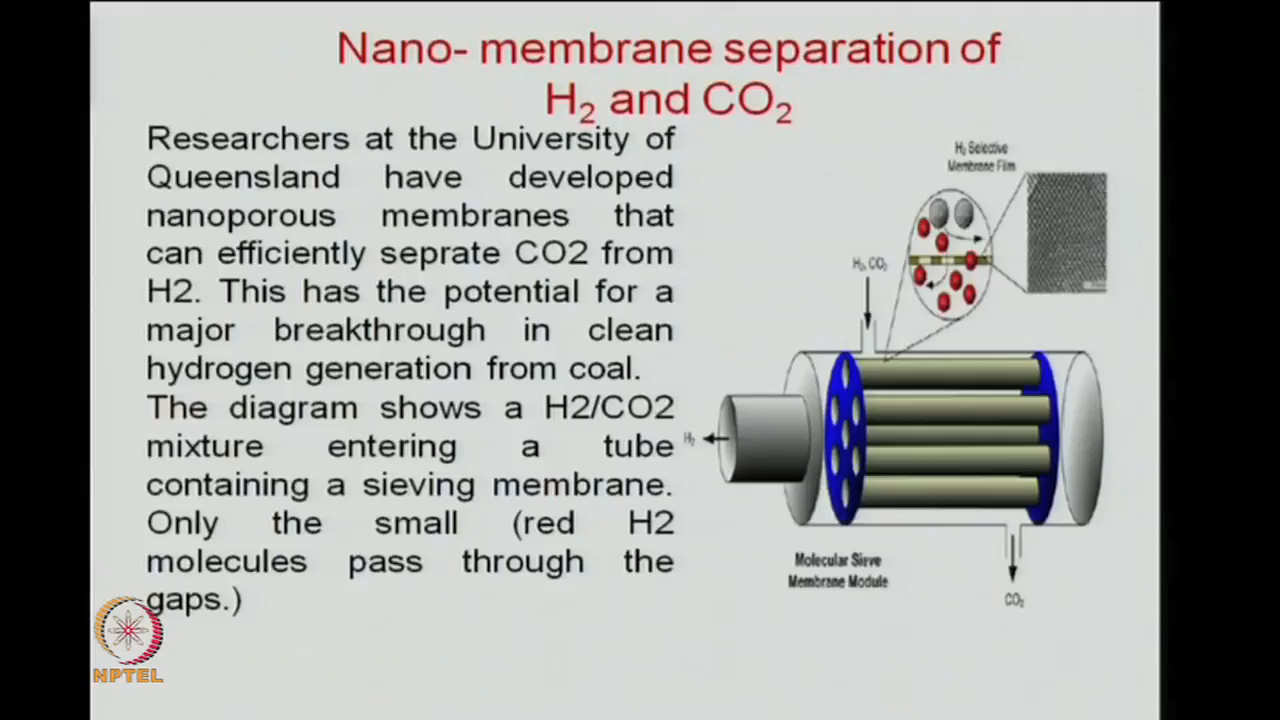 Nano- membrane separation of
H₂ and CO₂
Researchers at the University of
Queensland have developed
nanoporous membranes that
can efficiently seprate CO2 from
H2. This has the potential for a
major breakthrough in clean
hydrogen generation from coal.
The diagram shows a H2/CO2
mixture entering a tube
containing a sieving membrane.
Only the small (red H2
molecules pass through the
gaps.)
H₂ Selective
Membrane Film
H₂, CO₂
H₂
Molecular Sieve
Membrane Module
CO₂
NPTEL